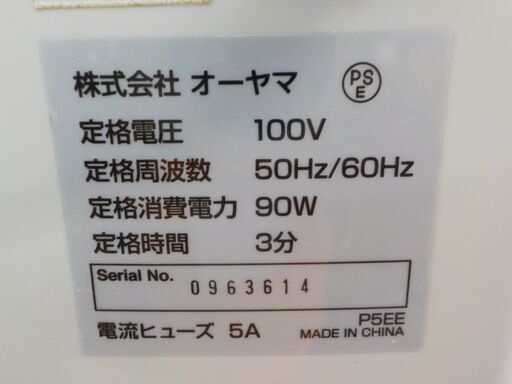 株式会社 オーヤマ PSE
定格電圧 100V
定格周波数 50Hz/60Hz
定格消費電力 90W
定格時間 3分
Serial No. 0963614
P5EE
電流ヒューズ 5A MADE IN CHINA